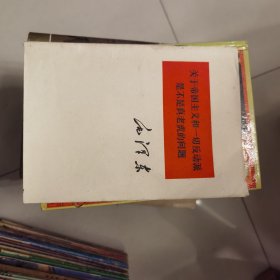 关于帝国主义和一切反动派
是不是真老虎的问题
毛泽东